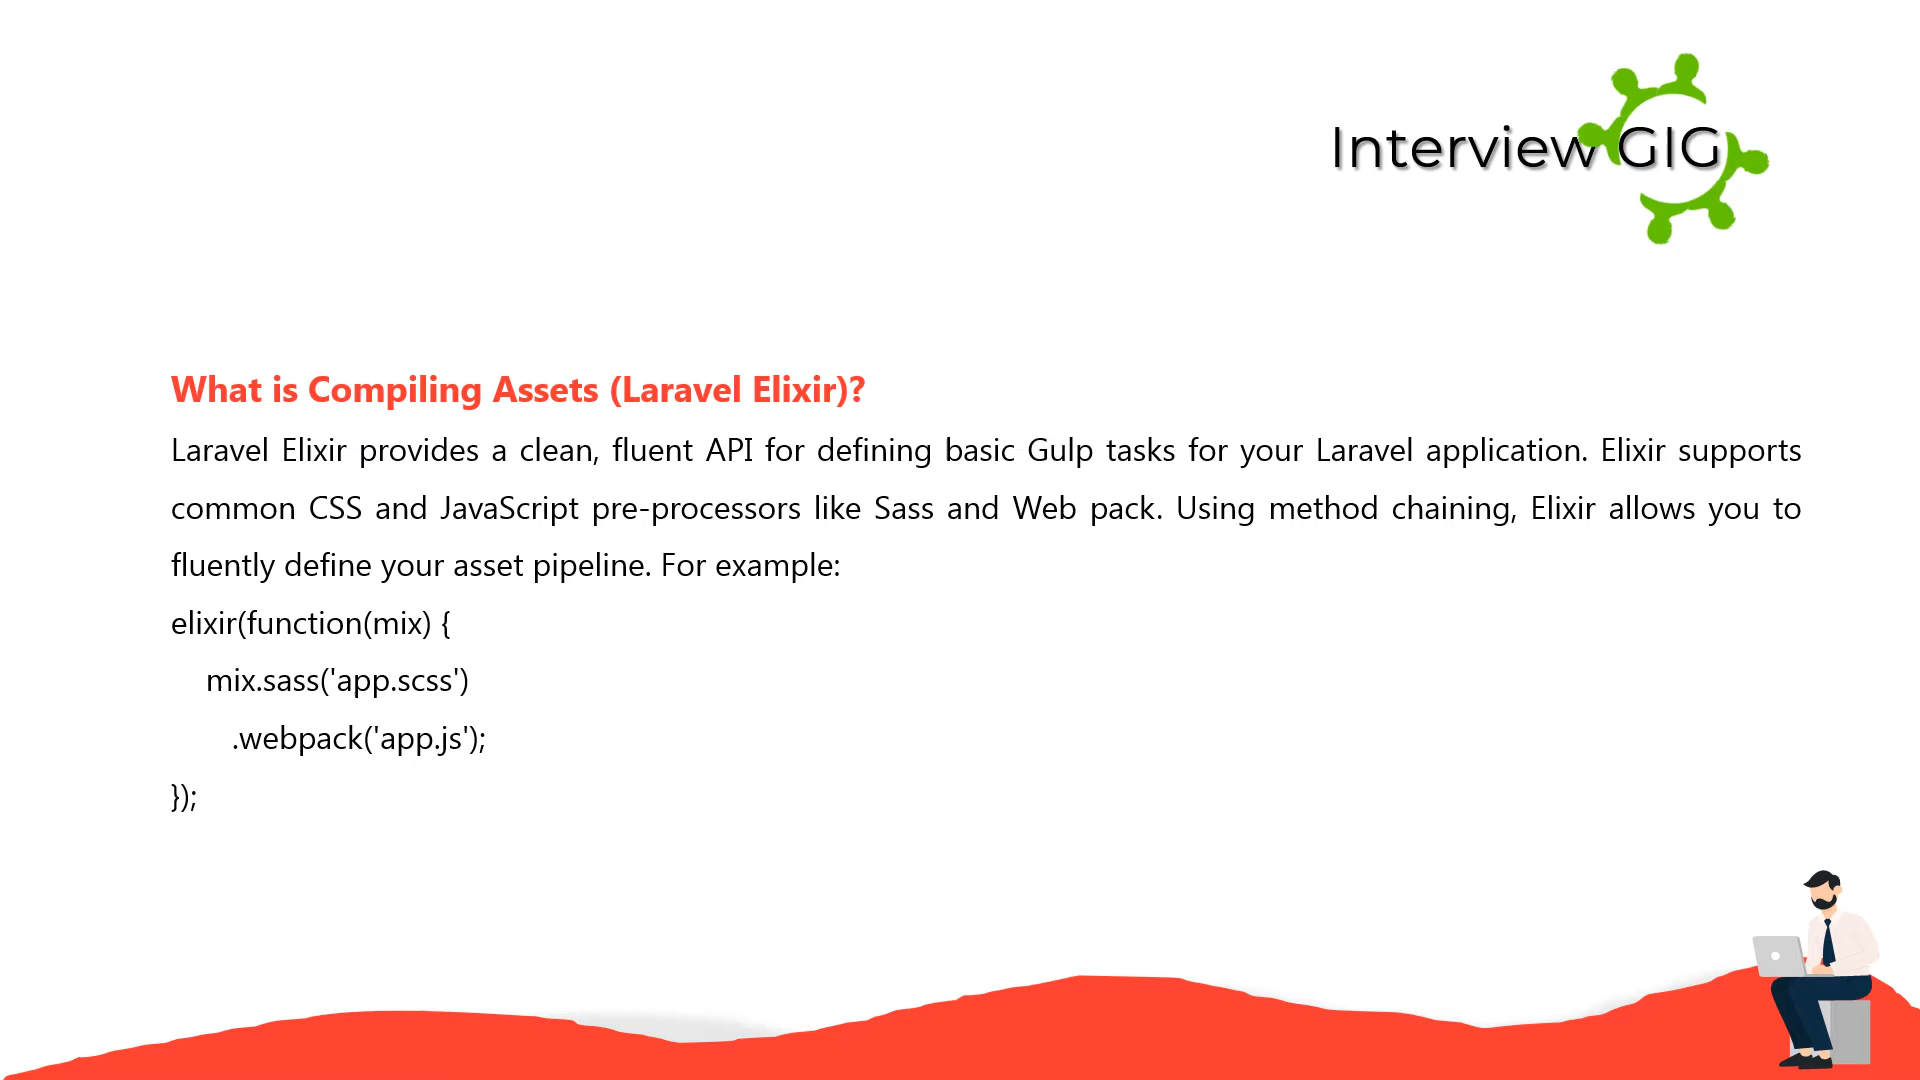 Interview GIG
What is Compiling Assets (Laravel Elixir)?
Laravel Elixir provides a clean, fluent API for defining basic Gulp tasks for your Laravel application. Elixir supports
common CSS and JavaScript pre-processors like Sass and Web pack. Using method chaining, Elixir allows you to
fluently define your asset pipeline. For example:
elixir(function(mix) {
mix.sass('app.scss')
.webpack('app.js');
});